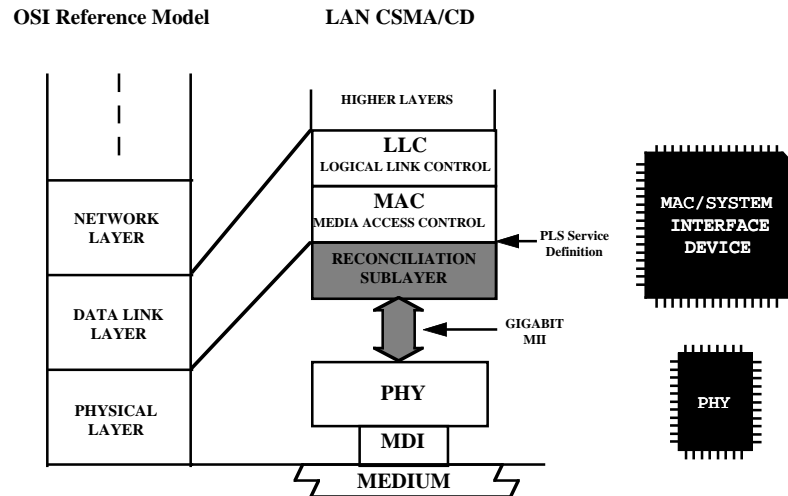 OSI Reference Model
LAN CSMA/CD
HIGHER LAYERS
LLC
LOGICAL LINK CONTROL
MAC
MEDIA ACCESS CONTROL
RECONCILIATION
SUBLAYER
PLS Service
Definition
GIGABIT
MII
PHY
MDI
MEDIUM
NETWORK
LAYER
DATA LINK
LAYER
PHYSICAL
LAYER
MAC/SYSTEM
INTERFACE
DEVICE
PHY